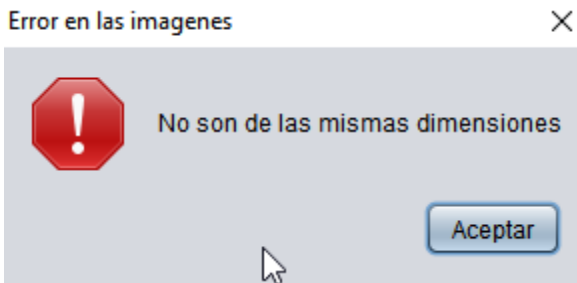 Error en las imagenes
No son de las mismas dimensiones
Aceptar